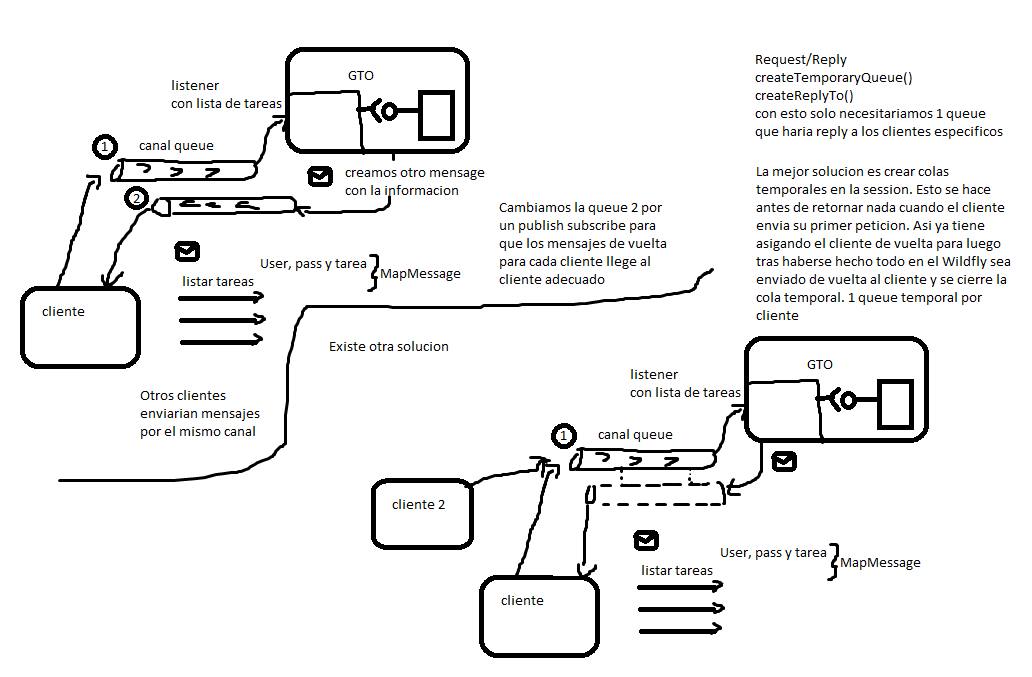 GTO
listener
con lista de tareas
1
canal queue
creamos otro mensage
con la informacion
2
User, pass y tarea
MapMessage
listar tareas
cliente
Otros clientes
enviarian mensajes
por el mismo canal
Cambiamos la queue 2 por
un publish subscribe para
que los mensajes de vuelta
para cada cliente llege al
cliente adecuado
Existe otra solucion
Request/Reply
createTemporaryQueue()
createReplyTo()
con esto solo necesitariamos 1 queue
que haria reply a los clientes especificos
La mejor solucion es crear colas
temporales en la session. Esto se hace
antes de retornar nada cuando el cliente
envia su primer peticion. Asi ya tiene
asigando el cliente de vuelta para luego
tras haberse hecho todo en el Wildfly sea
enviado de vuelta al cliente y se cierre la
cola temporal. 1 queue temporal por
cliente
GTO
listener
con lista de tareas
1
canal queue
cliente 2
User, pass y tarea
MapMessage
listar tareas
cliente